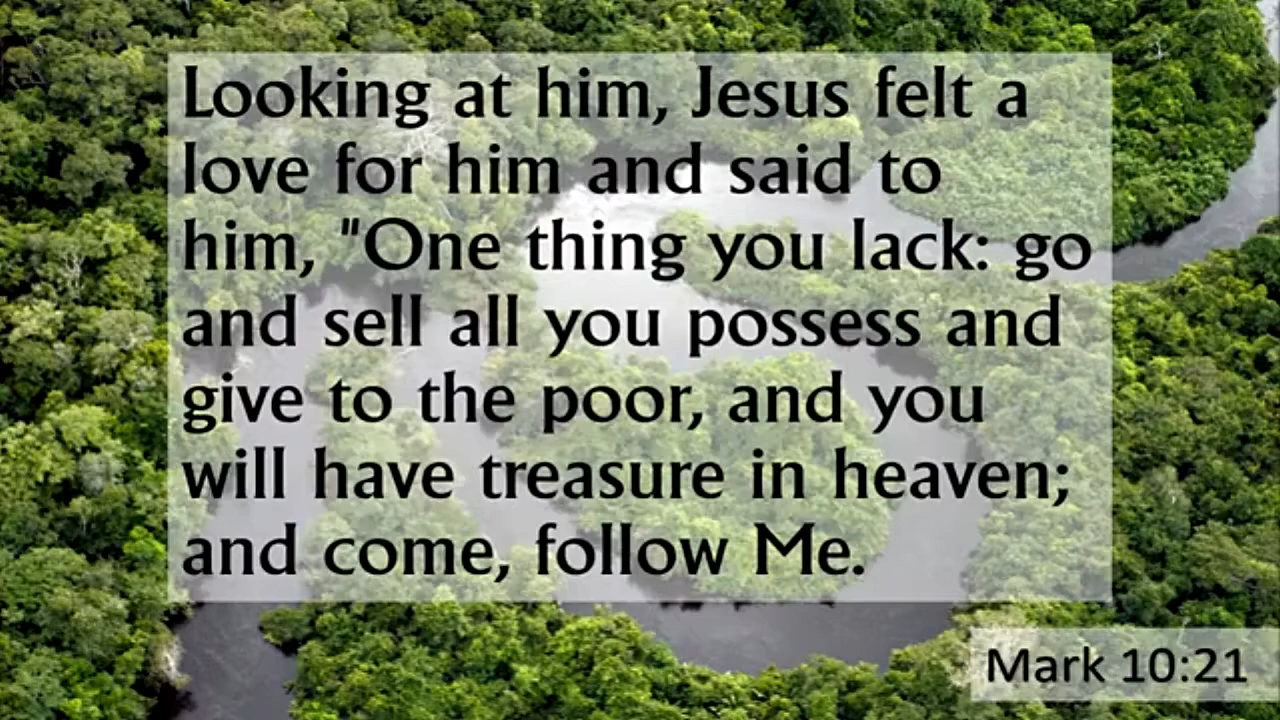 Looking at him, Jesus felt a
love for him and said to
him, "One thing you lack: go
and sell all you possess and
give to the poor, and you
will have treasure in heaven;
and come, follow Me.
Mark 10:21